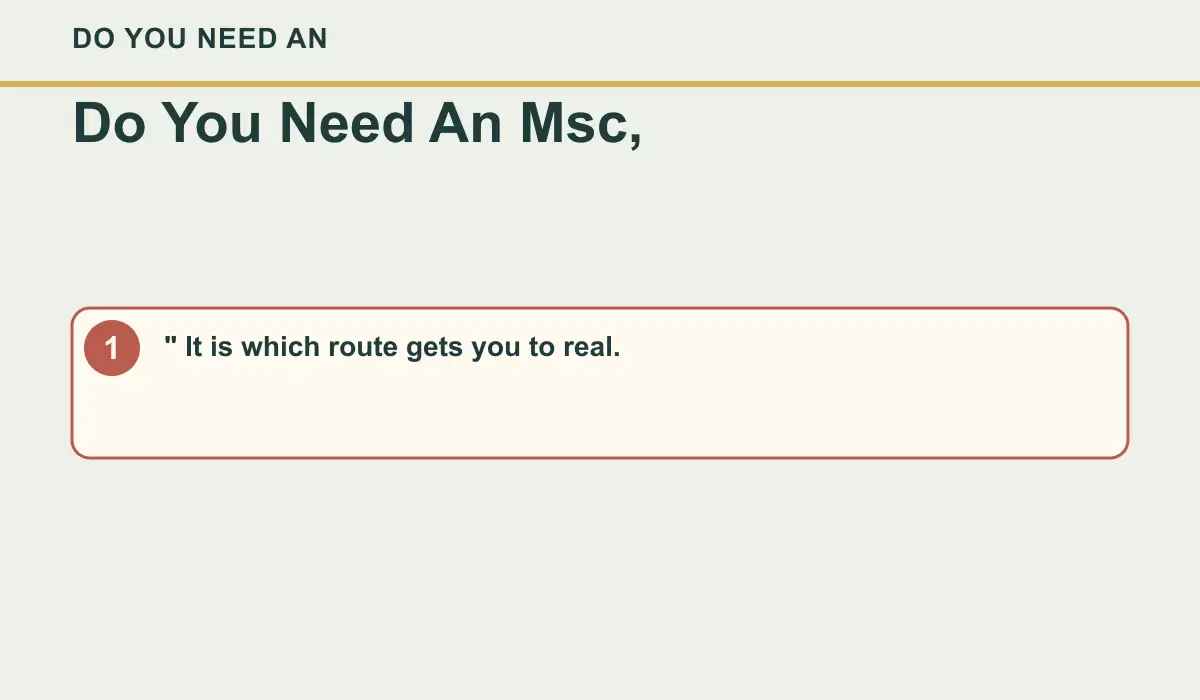 DO YOU NEED AN
Do You Need An Msc,
1
" It is which route gets you to real.